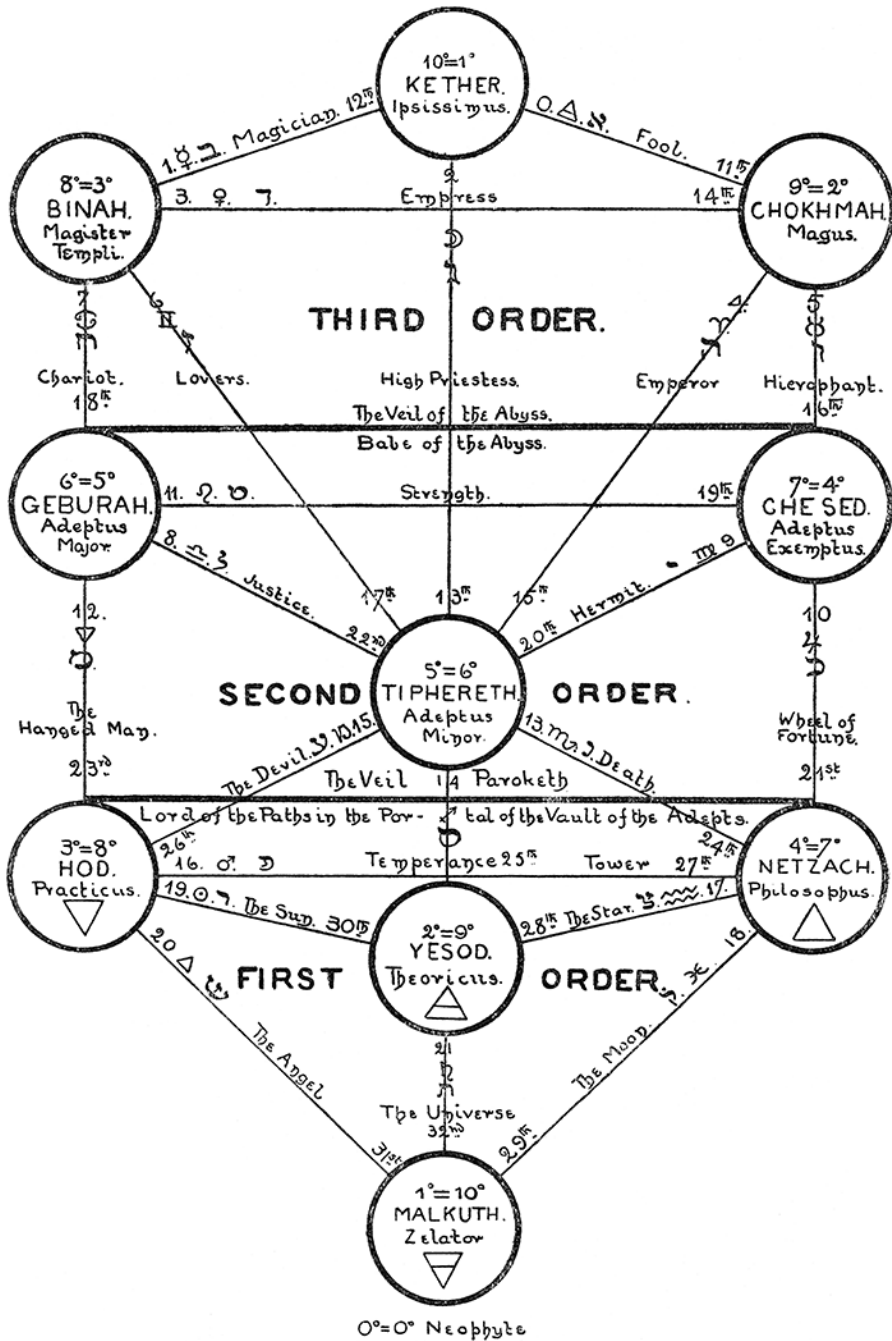 10°=1°
KETHER.
Ipsissimus.
1. ☿. ב. Magician. 12th
0. △. א. Fool. 11th
8°=3°
BINAH.
Magister
Templi.
9°=2°
CHOKHMAH.
Magus.
3. ♀. ד. Empress 14th
2 ☽ ג
7 ♋ ח
6 ♊ ז
THIRD ORDER.
4. ♈.
5 ♉ ו
Chariot.
18th
Lovers.
High Priestess.
Emperor
Hierophant.
16th
The Veil of the Abyss.
Babe of the Abyss.
6°=5°
GEBURAH.
Adeptus
Major.
7°=4°
CHESED.
Adeptus
Exemptus.
11. ♌. ט. Strength. 19th
8. ♎. ל. Justice. 22nd
17th
13th
15th
20th Hermit. י ♍ 9
12. ▽ מ.
10 ♃ כ
5°=6°
TIPHERETH.
Adeptus
Minor.
SECOND ORDER.
The
Hanged Man.
23rd
Wheel of
Fortune.
21st
The Devil. ע. ♑. 15.
13. ♏. נ. Death.
The Veil 14 Paroketh
Lord of the Paths in the Por- ♐ tal of the Vault of the Adepts.
ס
26th
24th
3°=8°
HOD.
Practicus.
4°=7°
NETZACH.
Philosophus.
16. ♂. פ Temperance 25th Tower 27th
19. ☉. ר. The Sun. 30th
28th The Star. צ. ♒. 17.
2°=9°
YESOD.
Theoricus.
FIRST ORDER.
20 △ ש
The Angel
31st
21 ♄ ת
The Universe
32nd
ק. ♓. 18.
The Moon.
29th
1°=10°
MALKUTH.
Zelator
0°=0° Neophyte